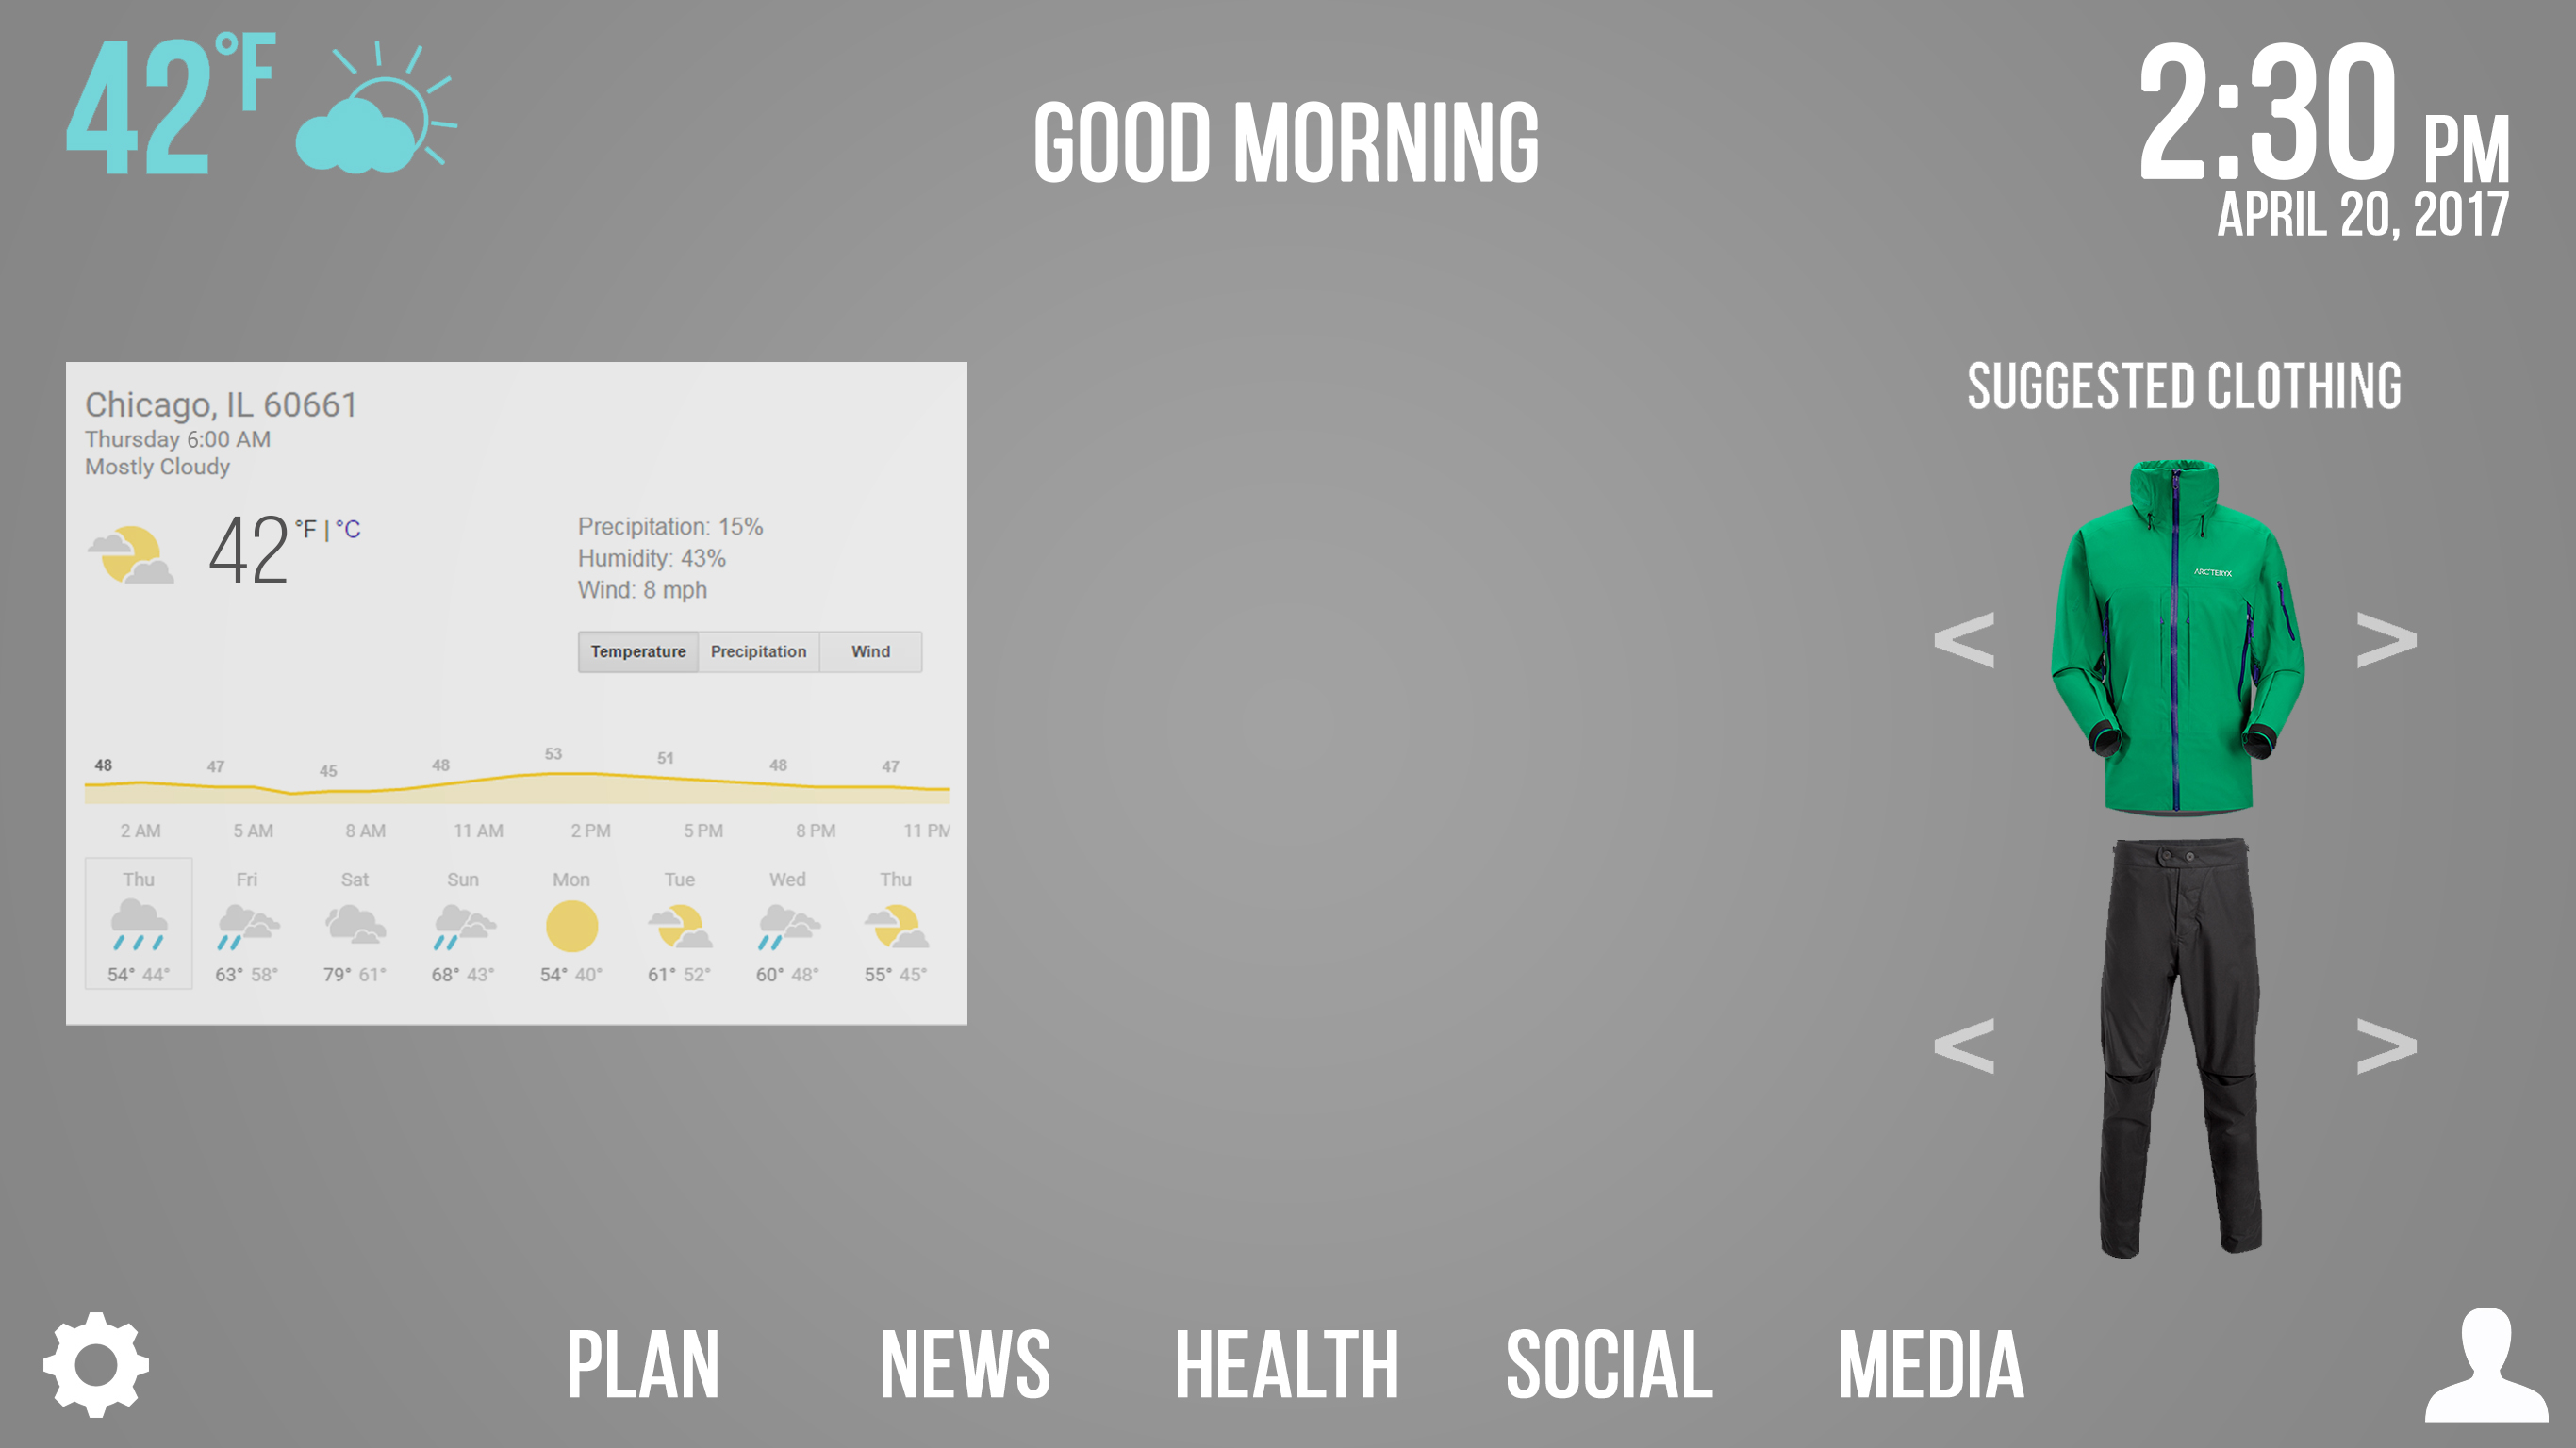 42°F
GOOD MORNING
2:30 PM
APRIL 20, 2017
Chicago, IL 60661
Thursday 6:00 AM
Mostly Cloudy
42 °F | °C
Precipitation: 15%
Humidity: 43%
Wind: 8 mph
Temperature Precipitation Wind
48 47 45 48 53 51 48 47
2 AM 5 AM 8 AM 11 AM 2 PM 5 PM 8 PM 11 PM
Thu Fri Sat Sun Mon Tue Wed Thu
54° 44° 63° 58° 79° 61° 68° 43° 54° 40° 61° 52° 60° 48° 55° 45°
SUGGESTED CLOTHING
ARC'TERYX
< >
< >
PLAN NEWS HEALTH SOCIAL MEDIA